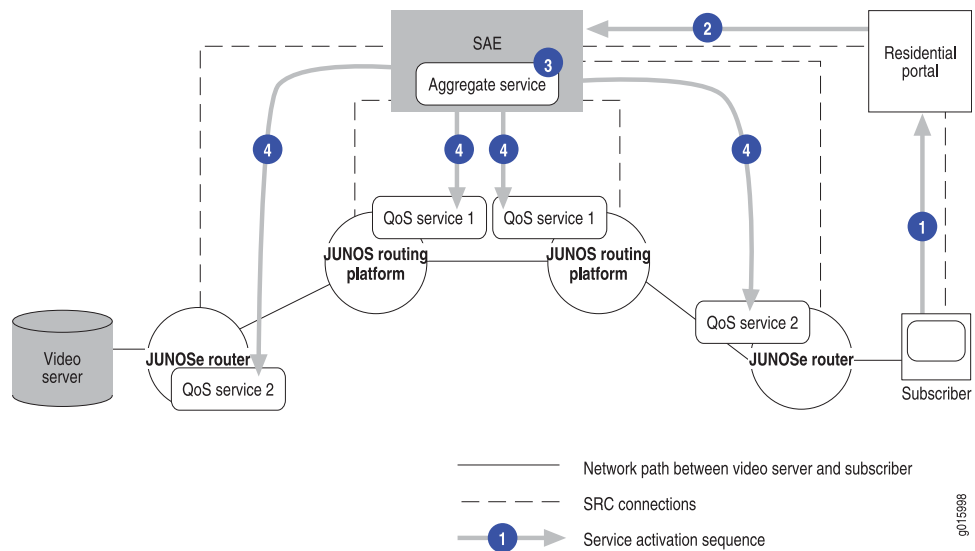 2
SAE
3
Residential
portal
Aggregate service
4
4
4
4
QoS service 1
QoS service 1
1
JUNOS routing
platform
JUNOS routing
platform
QoS service 2
Video
server
JUNOSe router
JUNOSe router
QoS service 2
Subscriber
Network path between video server and subscriber
SRC connections
1
Service activation sequence
g015998